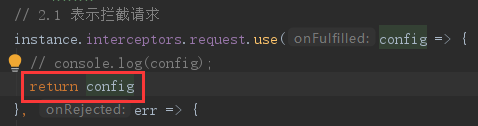 // 2.1 表示拦截请求
instance.interceptors.request.use( onFulfilled: config => {
// console.log(config);
return config
}, onRejected: err => {